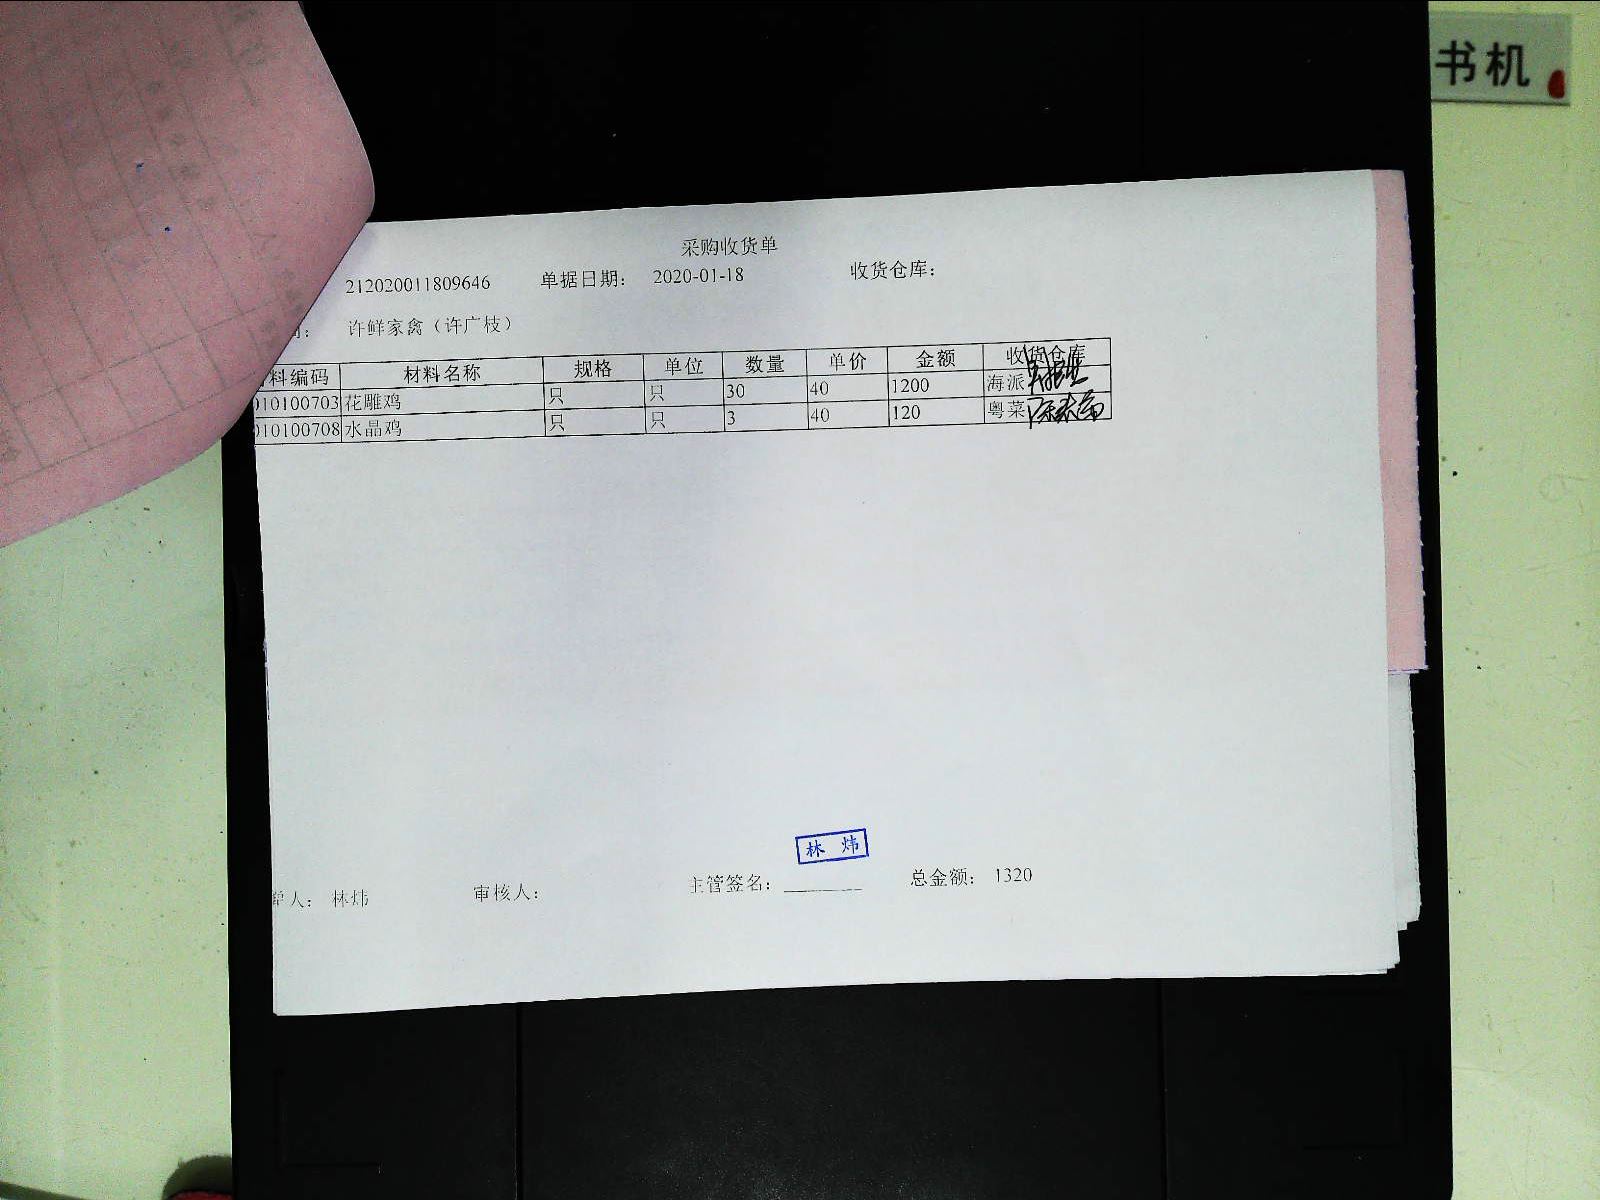 书机
采购收货单
212020011809646 单据日期： 2020-01-18 收货仓库：
： 许鲜家禽（许广枝）
料编码 材料名称 规格 单位 数量 单价 金额 收货仓库
010100703 花雕鸡 只 只 30 40 1200 海派
010100708 水晶鸡 只 只 3 40 120 粤菜
林炜
单人： 林炜 审核人： 主管签名： 总金额： 1320